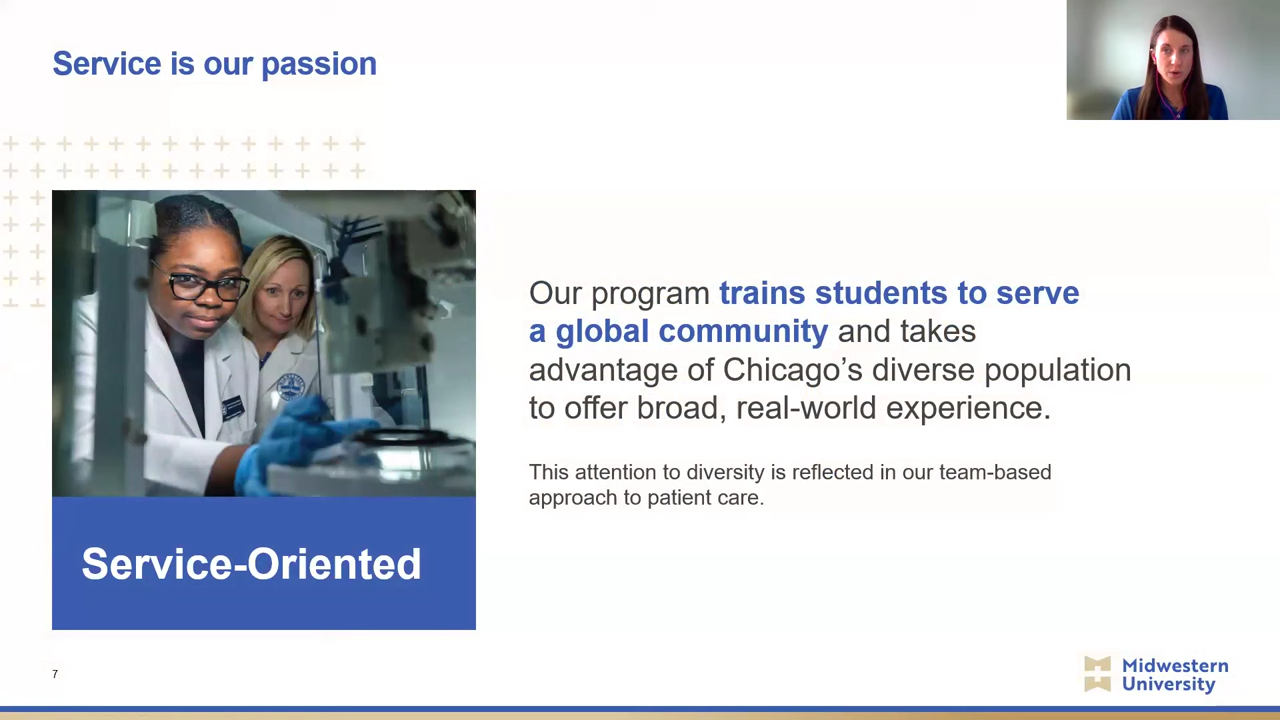 Service is our passion
Our program trains students to serve
a global community and takes
advantage of Chicago’s diverse population
to offer broad, real-world experience.
This attention to diversity is reflected in our team-based
approach to patient care.
Service-Oriented
7
Midwestern
University